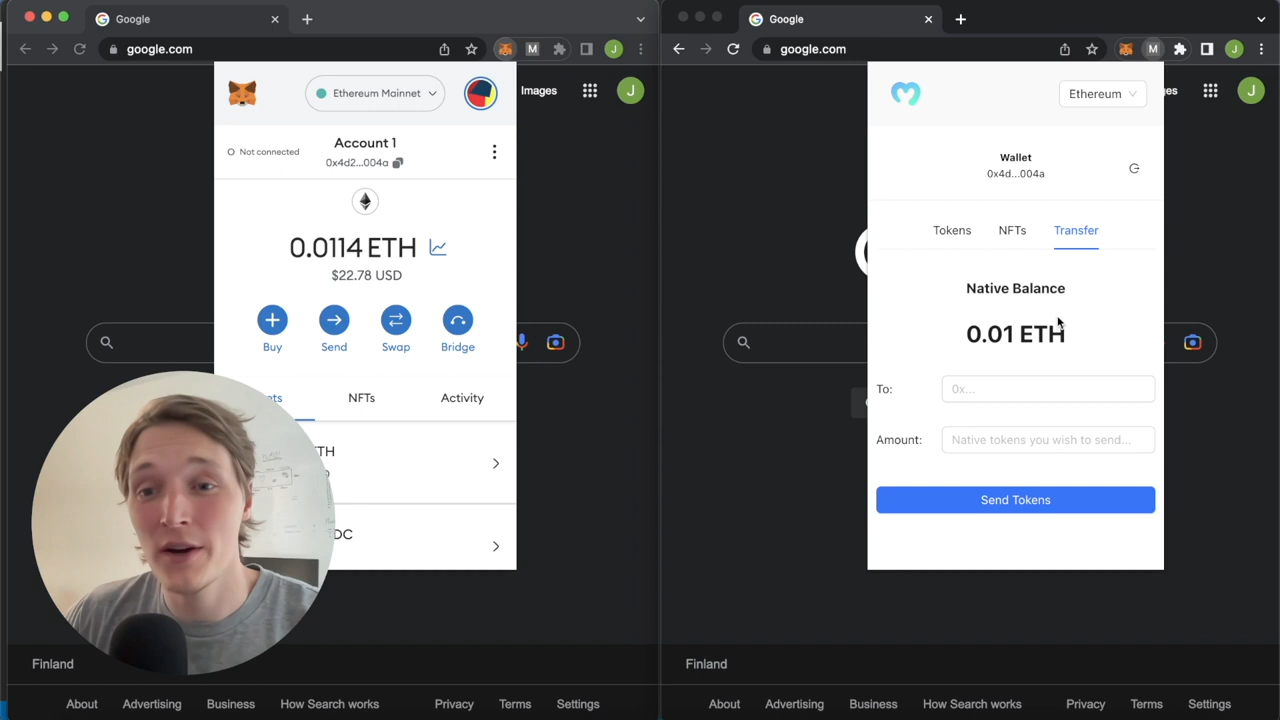 Google
google.com
M
J
Ethereum Mainnet
Images
J
Not connected
Account 1
0x4d2...004a
0.0114 ETH
$22.78 USD
Buy
Send
Swap
Bridge
NFTs
Activity
Finland
About
Advertising
Business
How Search works
Privacy
Terms
Settings
Google
google.com
M
J
Ethereum
J
Wallet
0x4d...004a
Tokens
NFTs
Transfer
Native Balance
0.01 ETH
To:
0x...
Amount:
Native tokens you wish to send...
Send Tokens
Finland
About
Advertising
Business
How Search works
Privacy
Terms
Settings